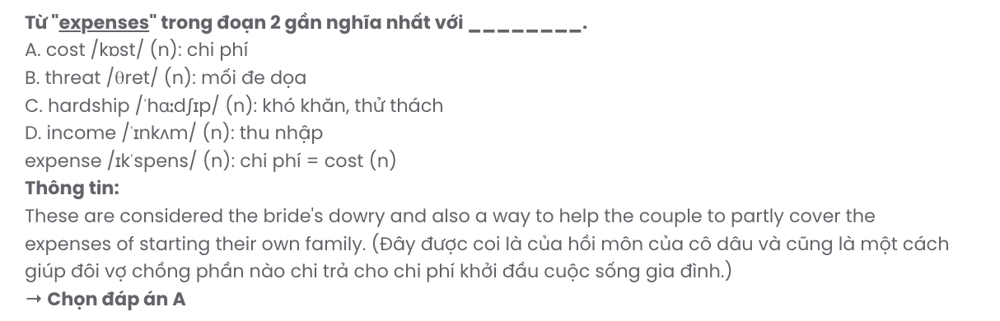 Từ "expenses" trong đoạn 2 gần nghĩa nhất với ________.
A. cost /kɒst/ (n): chi phí
B. threat /θret/ (n): mối đe dọa
C. hardship /ˈhɑːdʃɪp/ (n): khó khăn, thử thách
D. income /ˈɪnkʌm/ (n): thu nhập
expense /ɪkˈspens/ (n): chi phí = cost (n)
Thông tin:
These are considered the bride's dowry and also a way to help the couple to partly cover the
expenses of starting their own family. (Đây được coi là của hồi môn của cô dâu và cũng là một cách
giúp đôi vợ chồng phần nào chi trả cho chi phí khởi đầu cuộc sống gia đình.)
→ Chọn đáp án A